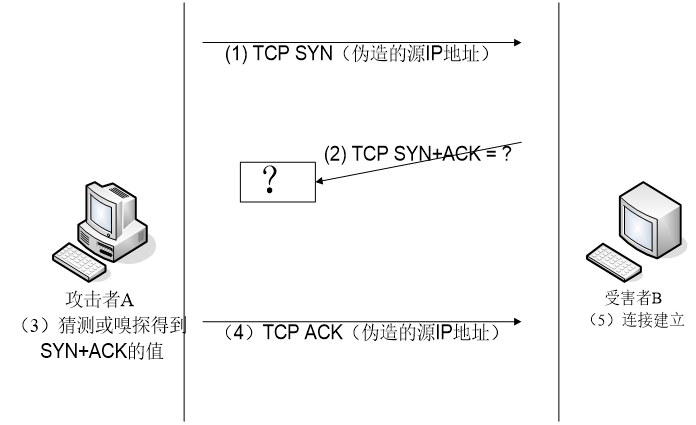 (1) TCP SYN（伪造的源IP地址）
(2) TCP SYN+ACK = ?
?
攻击者A
（3）猜测或嗅探得到
SYN+ACK的值
（4）TCP ACK（伪造的源IP地址）
受害者B
（5）连接建立